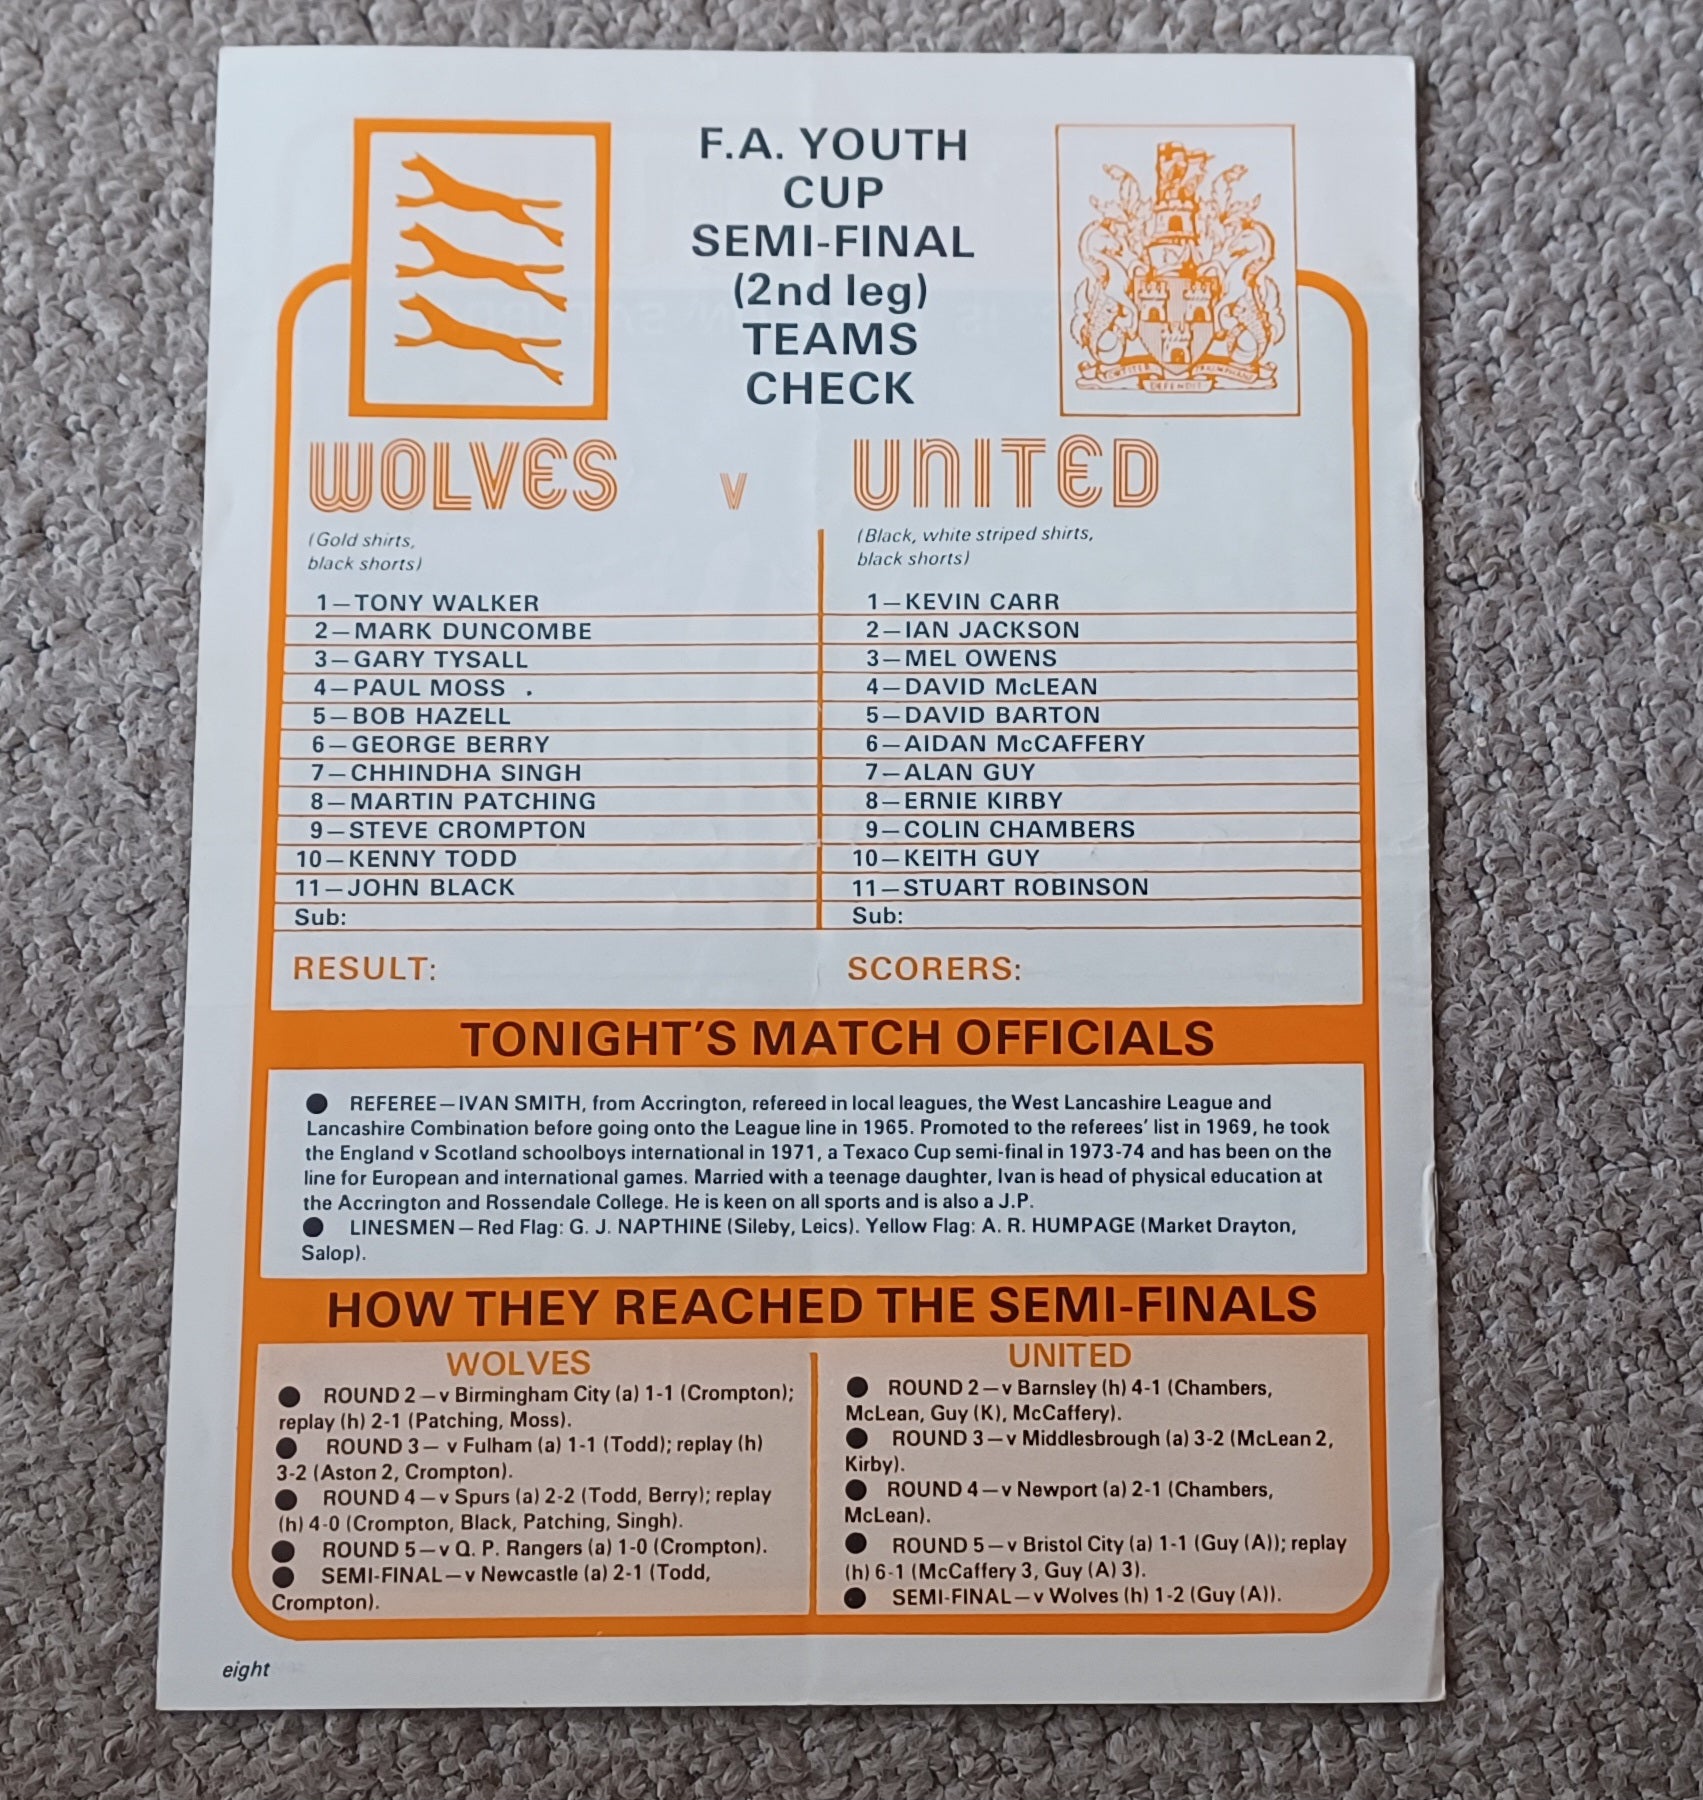 F.A. YOUTH
CUP
SEMI-FINAL
(2nd leg)
TEAMS
CHECK
DEFENDIT
WOLVES v UNITED
(Gold shirts,
black shorts)
1—TONY WALKER
2—MARK DUNCOMBE
3—GARY TYSALL
4—PAUL MOSS .
5—BOB HAZELL
6—GEORGE BERRY
7—CHHINDHA SINGH
8—MARTIN PATCHING
9—STEVE CROMPTON
10—KENNY TODD
11—JOHN BLACK
Sub:
(Black, white striped shirts,
black shorts)
1—KEVIN CARR
2—IAN JACKSON
3—MEL OWENS
4—DAVID McLEAN
5—DAVID BARTON
6—AIDAN McCAFFERY
7—ALAN GUY
8—ERNIE KIRBY
9—COLIN CHAMBERS
10—KEITH GUY
11—STUART ROBINSON
Sub:
RESULT:
SCORERS:
TONIGHT'S MATCH OFFICIALS
● REFEREE—IVAN SMITH, from Accrington, refereed in local leagues, the West Lancashire League and
Lancashire Combination before going onto the League line in 1965. Promoted to the referees' list in 1969, he took
the England v Scotland schoolboys international in 1971, a Texaco Cup semi-final in 1973-74 and has been on the
line for European and international games. Married with a teenage daughter, Ivan is head of physical education at
the Accrington and Rossendale College. He is keen on all sports and is also a J.P.
● LINESMEN—Red Flag: G. J. NAPTHINE (Sileby, Leics). Yellow Flag: A. R. HUMPAGE (Market Drayton,
Salop).
HOW THEY REACHED THE SEMI-FINALS
WOLVES
● ROUND 2—v Birmingham City (a) 1-1 (Crompton);
replay (h) 2-1 (Patching, Moss).
● ROUND 3— v Fulham (a) 1-1 (Todd); replay (h)
3-2 (Aston 2, Crompton).
● ROUND 4—v Spurs (a) 2-2 (Todd, Berry); replay
(h) 4-0 (Crompton, Black, Patching, Singh).
● ROUND 5—v Q. P. Rangers (a) 1-0 (Crompton).
● SEMI-FINAL—v Newcastle (a) 2-1 (Todd,
Crompton).
UNITED
● ROUND 2—v Barnsley (h) 4-1 (Chambers,
McLean, Guy (K), McCaffery).
● ROUND 3—v Middlesbrough (a) 3-2 (McLean 2,
Kirby).
● ROUND 4—v Newport (a) 2-1 (Chambers,
McLean).
● ROUND 5—v Bristol City (a) 1-1 (Guy (A)); replay
(h) 6-1 (McCaffery 3, Guy (A) 3).
● SEMI-FINAL—v Wolves (h) 1-2 (Guy (A)).
eight